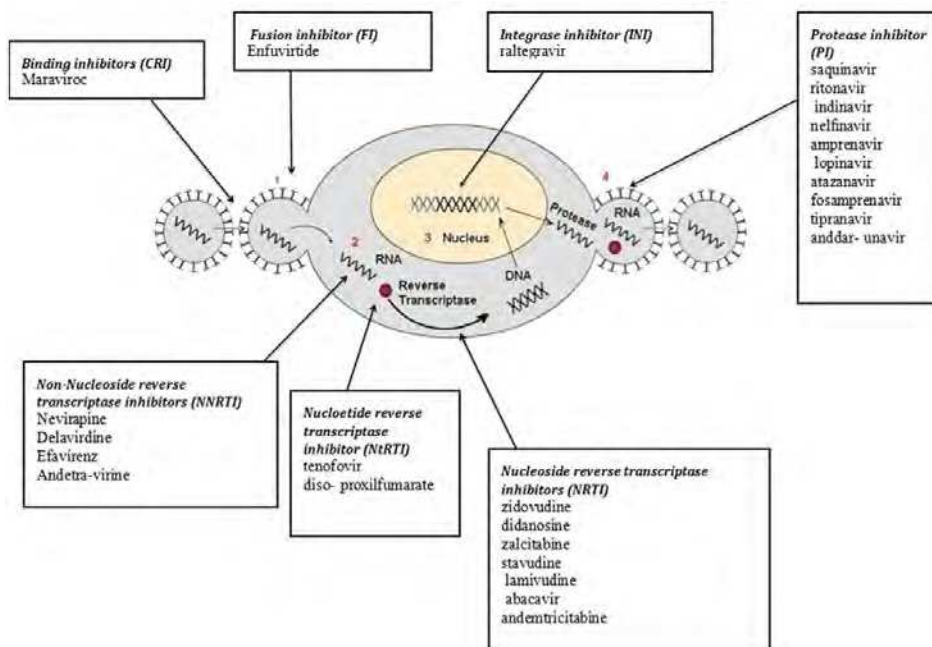 Binding inhibitors (CRI)
Maraviroc
Fusion inhibitor (FI)
Enfuvirtide
Integrase inhibitor (INI)
raltegravir
Protease inhibitor
(PI)
saquinavir
ritonavir
indinavir
nelfinavir
amprenavir
lopinavir
atazanavir
fosamprenavir
tipranavir
anddar- unavir
1
2
RNA
Reverse
Transcriptase
3 Nucleus
DNA
Protease
4
RNA
Non-Nucleoside reverse
transcriptase inhibitors (NNRTI)
Nevirapine
Delavirdine
Efavirenz
Andetra-virine
Nucloetide reverse
transcriptase
inhibitor (NtRTI)
tenofovir
diso- proxilfumarate
Nucleoside reverse transcriptase
inhibitors (NRTI)
zidovudine
didanosine
zalcitabine
stavudine
lamivudine
abacavir
andemtricitabine